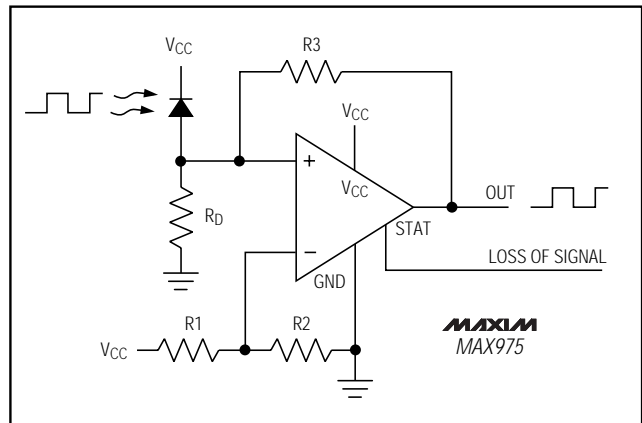 R3
VCC
VCC
+
VCC
OUT
RD
STAT
−
LOSS OF SIGNAL
GND
R1
R2
MAXIM
VCC
MAX975